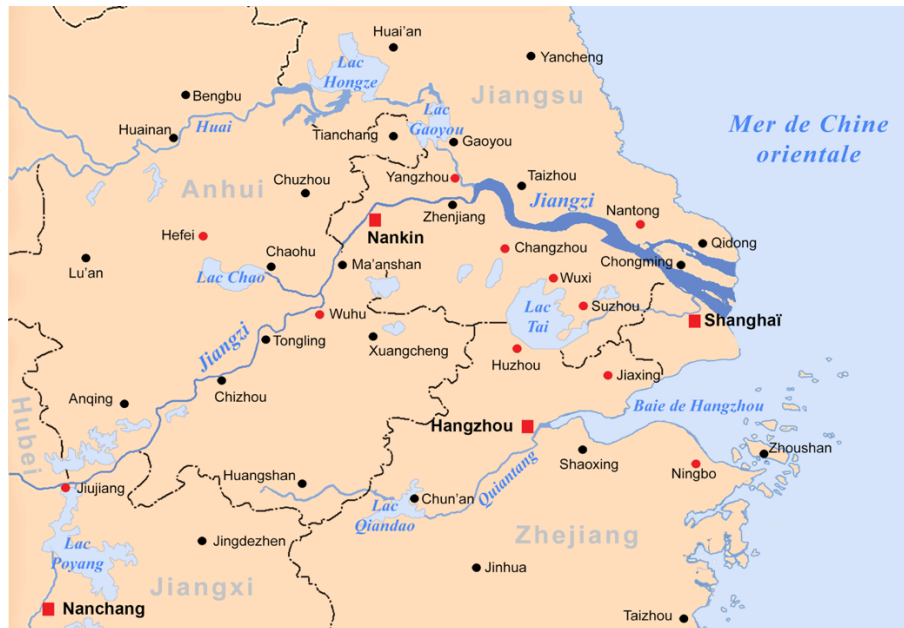 Huai'an
Yancheng
Lac
Hongze
Jiangsu
Bengbu
Lac
Gaoyou
Mer de Chine
orientale
Huainan
Huai
Tianchang
Gaoyou
Anhui
Chuzhou
Yangzhou
Taizhou
Jiangzi
Zhenjiang
Nantong
Nankin
Hefei
Changzhou
Qidong
Lu'an
Chaohu
Ma'anshan
Chongming
Lac Chao
Wuxi
Wuhu
Lac
Tai
Suzhou
Shanghaï
Jiangzi
Tongling
Xuangcheng
Huzhou
Chizhou
Jiaxing
Anqing
Hubei
Hangzhou
Baie de Hangzhou
Zhoushan
Shaoxing
Ningbo
Huangshan
Quiantang
Jiujiang
Chun'an
Lac
Qiandao
Zhejiang
Lac
Poyang
Jingdezhen
Jinhua
Jiangxi
Nanchang
Taizhou